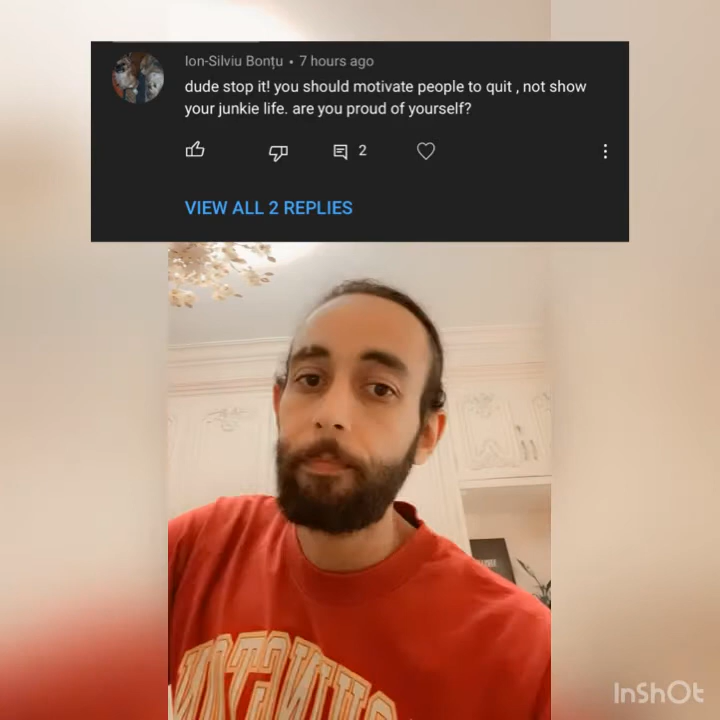 Ion-Silviu Bonțu • 7 hours ago
dude stop it! you should motivate people to quit , not show
your junkie life. are you proud of yourself?
2
VIEW ALL 2 REPLIES
InShOt